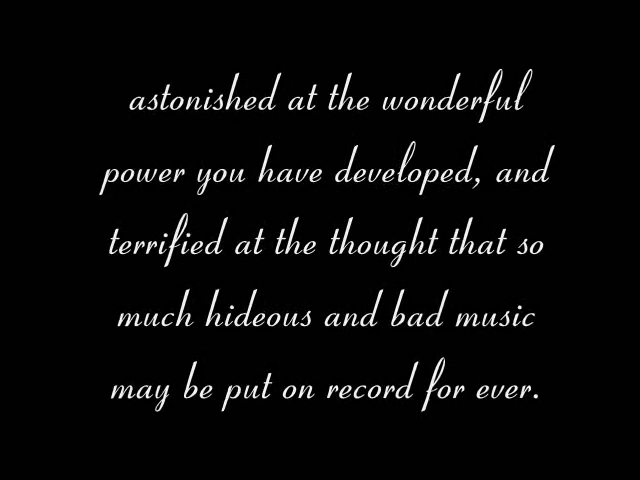 astonished at the wonderful
power you have developed, and
terrified at the thought that so
much hideous and bad music
may be put on record for ever.